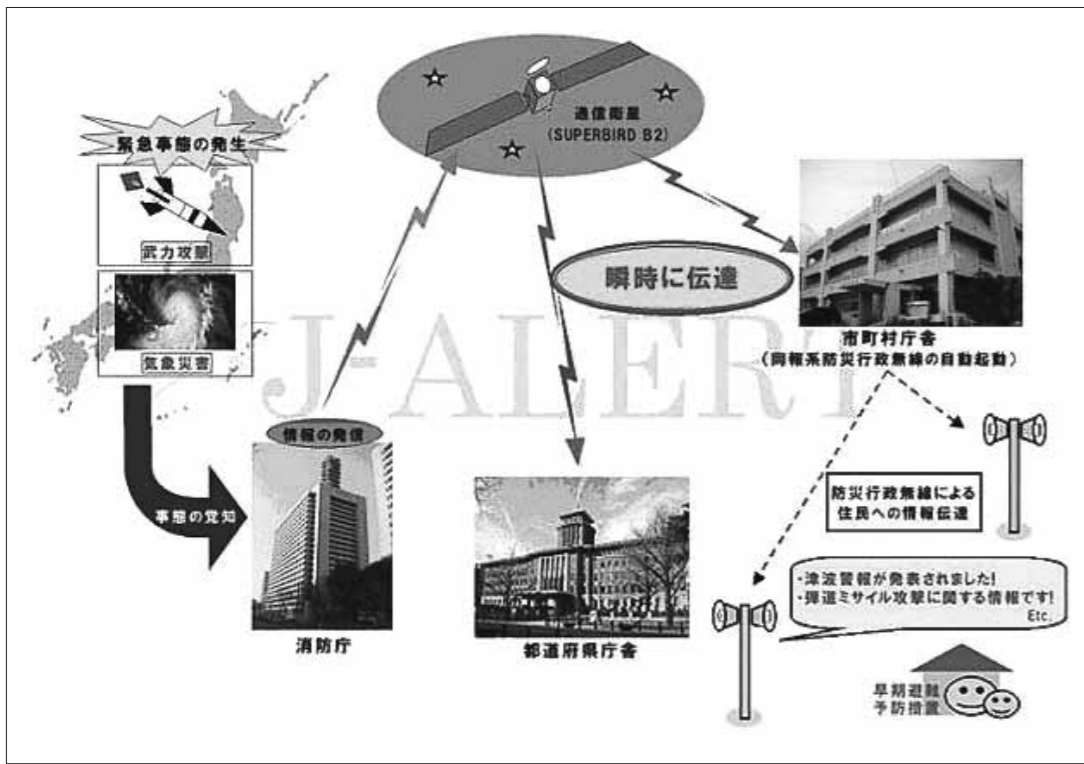 緊急事態の発生
武力攻撃
気象災害
事態の覚知
情報の発信
消防庁
通信衛星
(SUPERBIRD B2)
瞬時に伝達
J-ALERT
都道府県庁舎
市町村庁舎
(同報系防災行政無線の自動起動)
防災行政無線による
住民への情報伝達
・津波警報が発表されました!
・弾道ミサイル攻撃に関する情報です!
Etc.
早期避難
予防措置